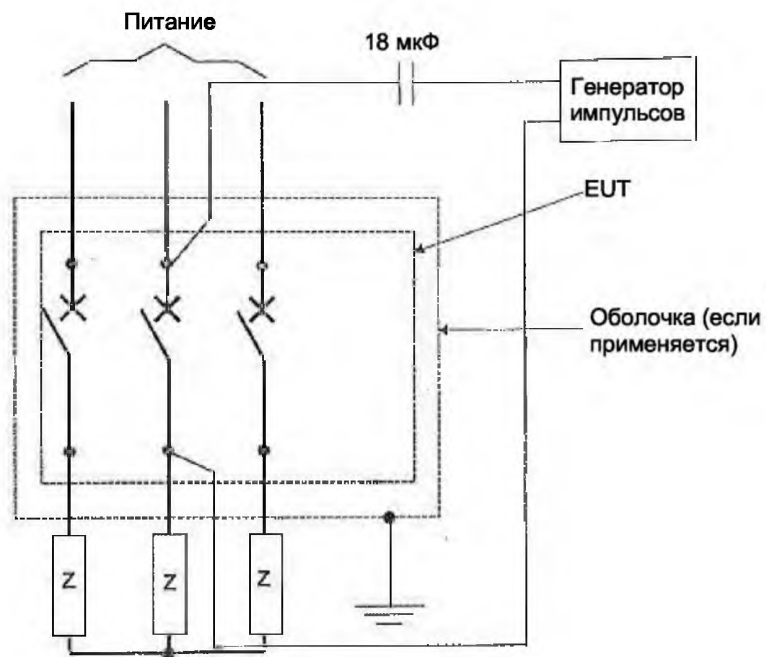 Питание
18 мкФ
Генератор
импульсов
EUT
Оболочка (если
применяется)
Z
Z
Z